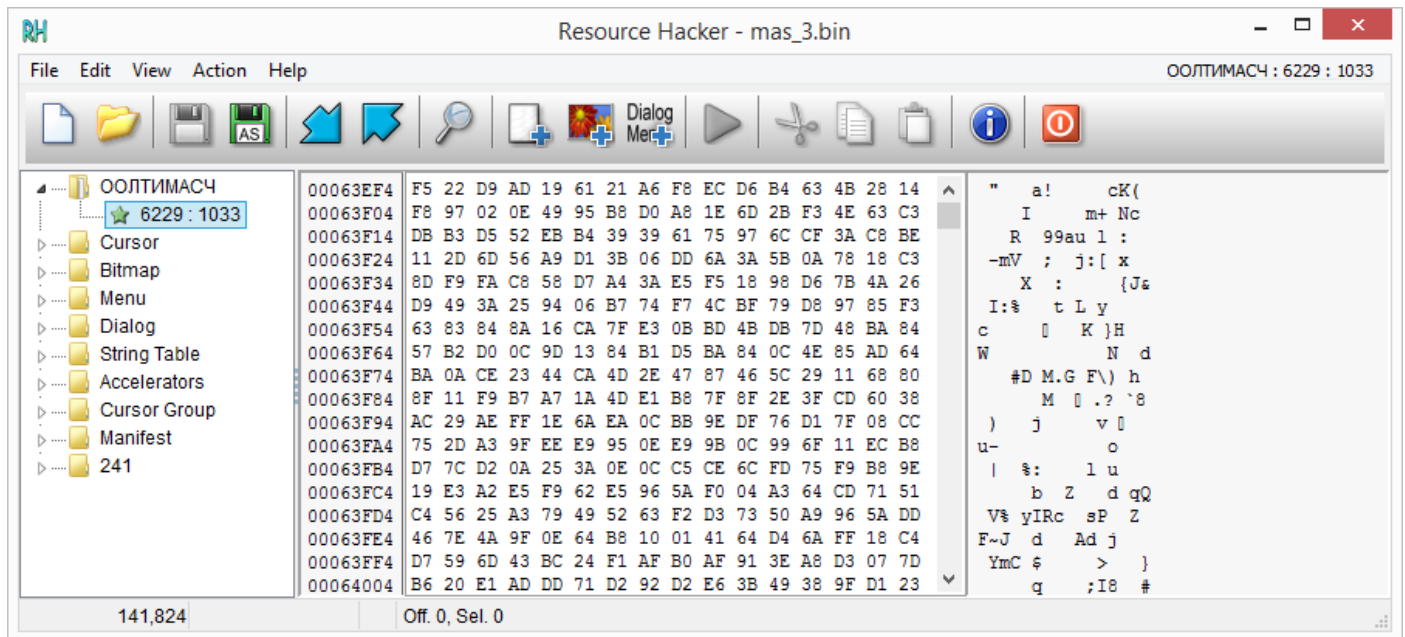 RH Resource Hacker - mas_3.bin
File Edit View Action Help ООЛТИМАСЧ : 6229 : 1033
AS Dialog
Menu
ООЛТИМАСЧ
6229 : 1033
Cursor
Bitmap
Menu
Dialog
String Table
Accelerators
Cursor Group
Manifest
241
00063EF4 F5 22 D9 AD 19 61 21 A6 F8 EC D6 B4 63 4B 28 14 " a! cK(
00063F04 F8 97 02 0E 49 95 B8 D0 A8 1E 6D 2B F3 4E 63 C3 I m+ Nc
00063F14 DB B3 D5 52 EB B4 39 39 61 75 97 6C CF 3A C8 BE R 99au l :
00063F24 11 2D 6D 56 A9 D1 3B 06 DD 6A 3A 5B 0A 78 18 C3 -mV ; j:[ x
00063F34 8D F9 FA C8 58 D7 A4 3A E5 F5 18 98 D6 7B 4A 26 X : {J&
00063F44 D9 49 3A 25 94 06 B7 74 F7 4C BF 79 D8 97 85 F3 I:% t L y
00063F54 63 83 84 8A 16 CA 7F E3 0B BD 4B DB 7D 48 BA 84 c K }H
00063F64 57 B2 D0 0C 9D 13 84 B1 D5 BA 84 0C 4E 85 AD 64 W N d
00063F74 BA 0A CE 23 44 CA 4D 2E 47 87 46 5C 29 11 68 80 #D M.G F\) h
00063F84 8F 11 F9 B7 A7 1A 4D E1 B8 7F 8F 2E 3F CD 60 38 M .? `8
00063F94 AC 29 AE FF 1E 6A EA 0C BB 9E DF 76 D1 7F 08 CC ) j v
00063FA4 75 2D A3 9F EE E9 95 0E E9 9B 0C 99 6F 11 EC B8 u- o
00063FB4 D7 7C D2 0A 25 3A 0E 0C C5 CE 6C FD 75 F9 B8 9E | %: l u
00063FC4 19 E3 A2 E5 F9 62 E5 96 5A F0 04 A3 64 CD 71 51 b Z d qQ
00063FD4 C4 56 25 A3 79 49 52 63 F2 D3 73 50 A9 96 5A DD V% yIRc sP Z
00063FE4 46 7E 4A 9F 0E 64 B8 10 01 41 64 D4 6A FF 18 C4 F~J d Ad j
00063FF4 D7 59 6D 43 BC 24 F1 AF B0 AF 91 3E A8 D3 07 7D YmC $ > }
00064004 B6 20 E1 AD DD 71 D2 92 D2 E6 3B 49 38 9F D1 23 q ;I8 #
141,824 Off. 0, Sel. 0